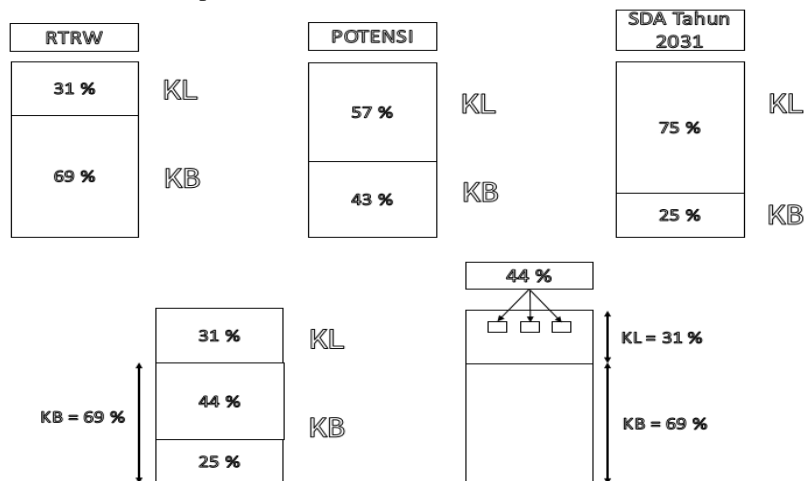 RTRW
31 %
KL
69 %
KB
POTENSI
57 %
KL
43 %
KB
SDA Tahun
2031
75 %
KL
25 %
KB
31 %
KL
KB = 69 %
44 %
KB
25 %
44 %
KL = 31 %
KB = 69 %